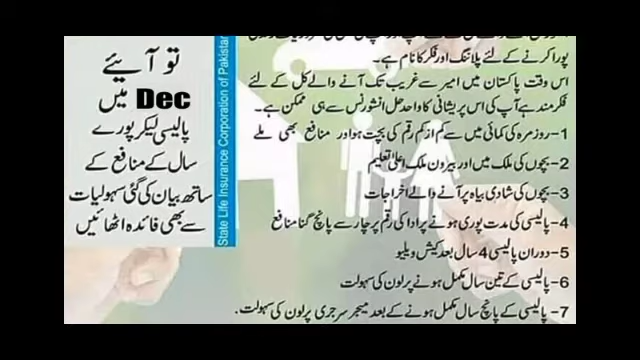 پورا کرنے کے لئے پلاننگ اور فکر کا نام ہے۔
اس وقت پاکستان میں امیر سے غریب تک آنے والے کل کے لئے
فکر مند ہے آپ کی اس پریشانی کا واحد حل انشورنس سے ہی ممکن ہے۔
1- روزمرہ کی کمائی میں سے کم از کم رقم کی بچت ہو اور منافع بھی ملے
2- بچوں کی ملک میں اور بیرون ملک اعلیٰ تعلیم
3- بچوں کی شادی بیاہ پر آنے والے اخراجات
4- پالیسی کی مدت پوری ہونے پر ادا کی رقم پر چار سے پانچ گنا منافع
5- دوران پالیسی 4 سال بعد کیش ویلیو
6- پالیسی کے تین سال مکمل ہونے پر لون کی سہولت
7- پالیسی کے پانچ سال مکمل ہونے کے بعد میجر سرجری پر لون کی سہولت۔
State Life Insurance Corporation of Pakistan
تو آیئے
Dec میں
پالیسی لیکر پورے
سال کے منافع کے
ساتھ بیان کی گئی سہولیات
سے بھی فائدہ اٹھائیں